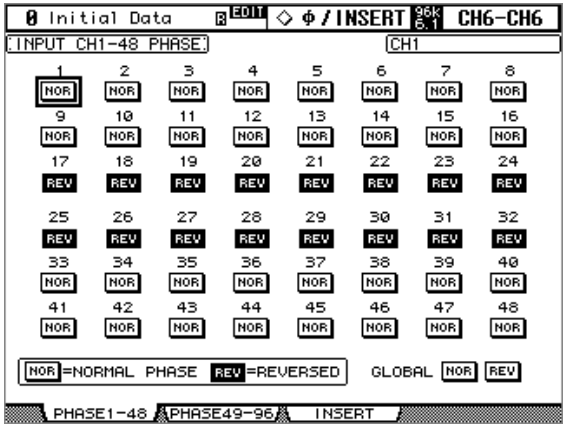 0 Initial Data R EDIT ◇ Φ/INSERT 96k 6.1 CH6-CH6
INPUT CH1-48 PHASE CH1
1 2 3 4 5 6 7 8
NOR NOR NOR NOR NOR NOR NOR NOR
9 10 11 12 13 14 15 16
NOR NOR NOR NOR NOR NOR NOR NOR
17 18 19 20 21 22 23 24
REV REV REV REV REV REV REV REV
25 26 27 28 29 30 31 32
REV REV REV REV REV REV REV REV
33 34 35 36 37 38 39 40
NOR NOR NOR NOR NOR NOR NOR NOR
41 42 43 44 45 46 47 48
NOR NOR NOR NOR NOR NOR NOR NOR
NOR=NORMAL PHASE REV=REVERSED GLOBAL NOR REV
PHASE1-48 PHASE49-96 INSERT